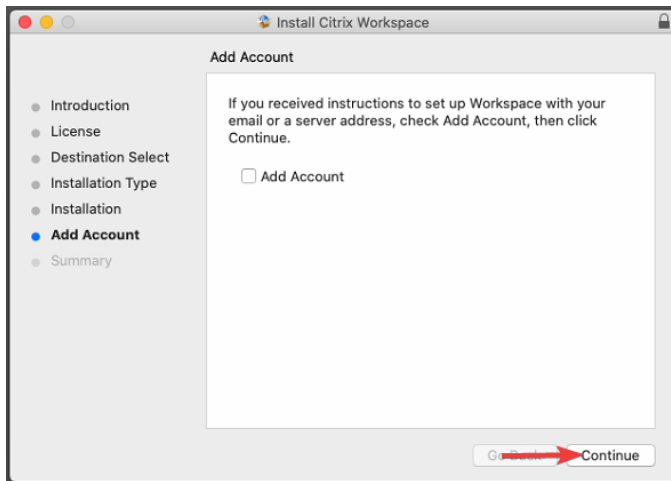 Install Citrix Workspace
Add Account
Introduction
License
Destination Select
Installation Type
Installation
Add Account
Summary
If you received instructions to set up Workspace with your
email or a server address, check Add Account, then click
Continue.
Add Account
Go Back
Continue